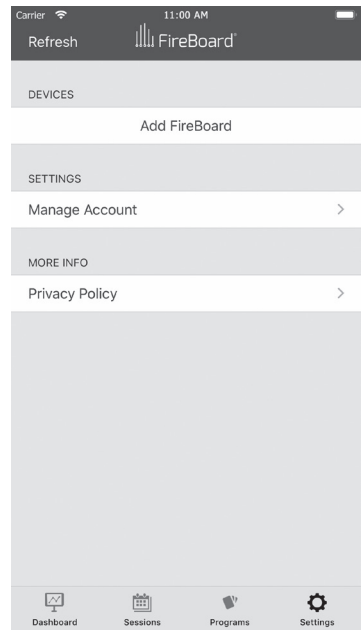 Carrier 11:00 AM
Refresh FireBoard®
DEVICES
Add FireBoard
SETTINGS
Manage Account
MORE INFO
Privacy Policy
Dashboard Sessions Programs Settings